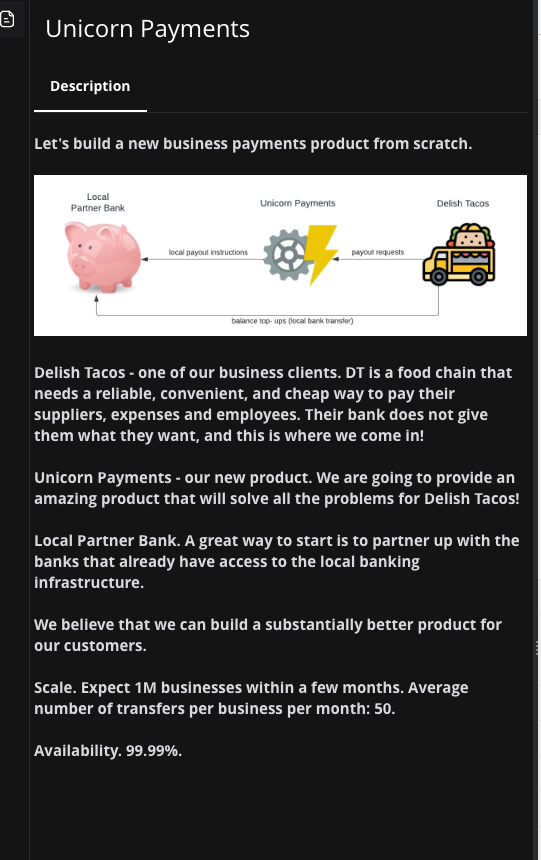 Unicorn Payments
Description
Let's build a new business payments product from scratch.
Local
Partner Bank
Unicorn Payments
Delish Tacos
local payout instructions
payout requests
balance top- ups (local bank transfer)
Delish Tacos - one of our business clients. DT is a food chain that
needs a reliable, convenient, and cheap way to pay their
suppliers, expenses and employees. Their bank does not give
them what they want, and this is where we come in!
Unicorn Payments - our new product. We are going to provide an
amazing product that will solve all the problems for Delish Tacos!
Local Partner Bank. A great way to start is to partner up with the
banks that already have access to the local banking
infrastructure.
We believe that we can build a substantially better product for
our customers.
Scale. Expect 1M businesses within a few months. Average
number of transfers per business per month: 50.
Availability. 99.99%.